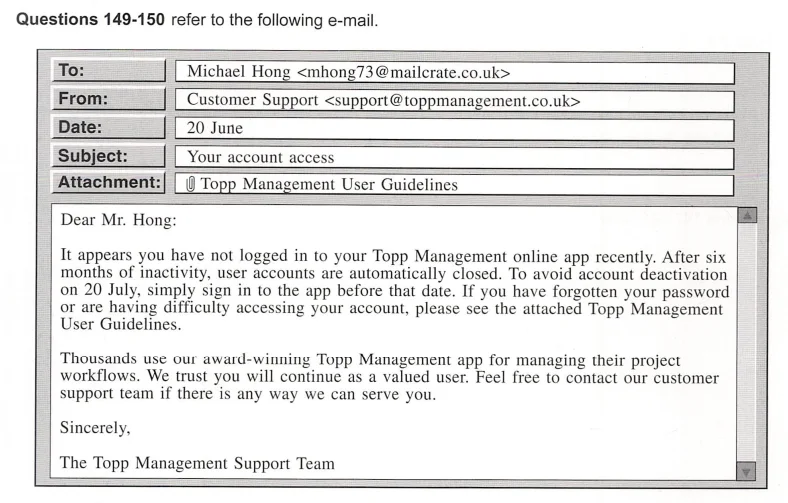 Questions 149-150 refer to the following e-mail.
To: Michael Hong <mhong73@mailcrate.co.uk>
From: Customer Support <support@toppmanagement.co.uk>
Date: 20 June
Subject: Your account access
Attachment: Topp Management User Guidelines
Dear Mr. Hong:
It appears you have not logged in to your Topp Management online app recently. After six
months of inactivity, user accounts are automatically closed. To avoid account deactivation
on 20 July, simply sign in to the app before that date. If you have forgotten your password
or are having difficulty accessing your account, please see the attached Topp Management
User Guidelines.
Thousands use our award-winning Topp Management app for managing their project
workflows. We trust you will continue as a valued user. Feel free to contact our customer
support team if there is any way we can serve you.
Sincerely,
The Topp Management Support Team